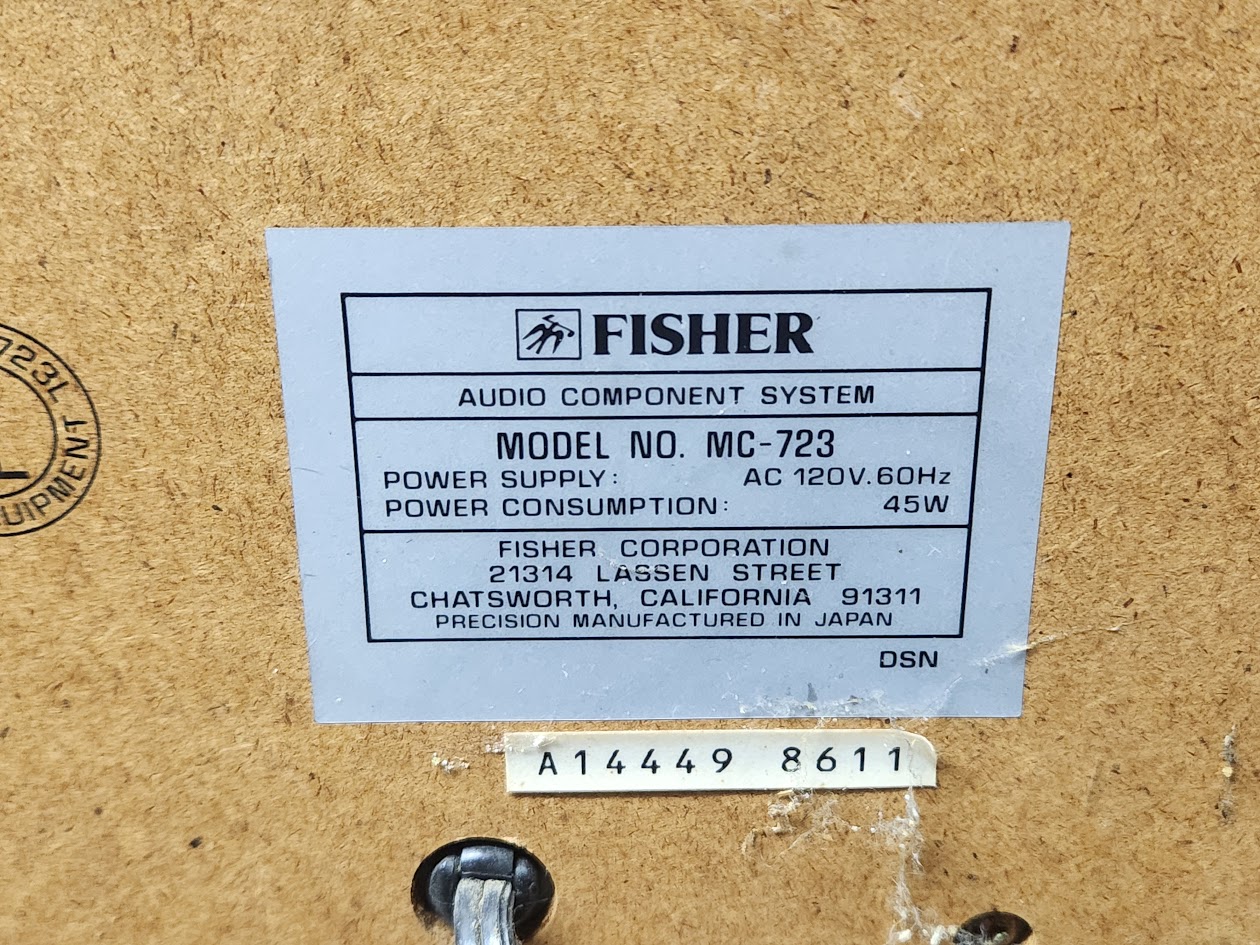 FISHER
AUDIO COMPONENT SYSTEM
MODEL NO. MC-723
POWER SUPPLY: AC 120V.60Hz
POWER CONSUMPTION: 45W
FISHER CORPORATION
21314 LASSEN STREET
CHATSWORTH, CALIFORNIA 91311
PRECISION MANUFACTURED IN JAPAN
DSN
A14449 8611
723L